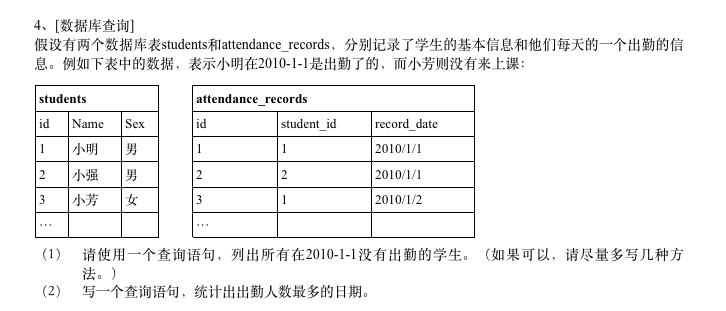 4、[数据库查询]
假设有两个数据库表students和attendance_records，分别记录了学生的基本信息和他们每天的一个出勤的信
息。例如下表中的数据，表示小明在2010-1-1是出勤了的，而小芳则没有来上课：
students
id Name Sex
1 小明 男
2 小强 男
3 小芳 女
…
attendance_records
id student_id record_date
1 1 2010/1/1
2 2 2010/1/1
3 1 2010/1/2
…
（1） 请使用一个查询语句，列出所有在2010-1-1没有出勤的学生。（如果可以，请尽量多写几种方
法。）
（2） 写一个查询语句，统计出出勤人数最多的日期。